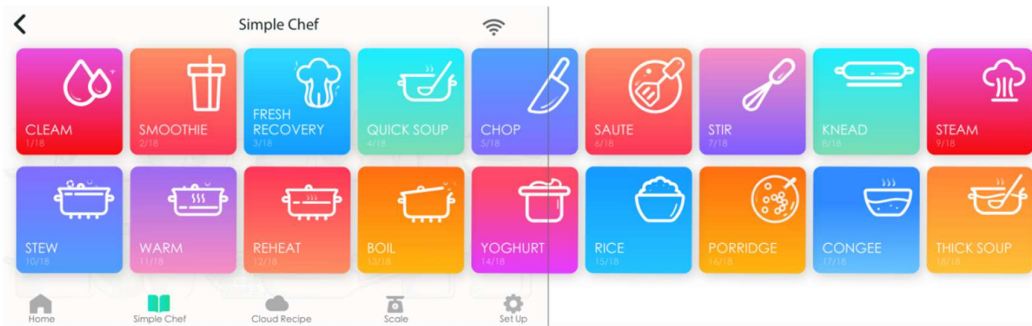 Simple Chef
CLEAM
1/18
SMOOTHIE
2/18
FRESH
RECOVERY
3/18
QUICK SOUP
4/18
CHOP
5/18
SAUTE
6/18
STIR
7/18
KNEAD
8/18
STEAM
9/18
STEW
10/18
WARM
11/18
REHEAT
12/18
BOIL
13/18
YOGHURT
14/18
RICE
15/18
PORRIDGE
16/18
CONGEE
17/18
THICK SOUP
18/18
Home
Simple Chef
Cloud Recipe
Scale
Set Up